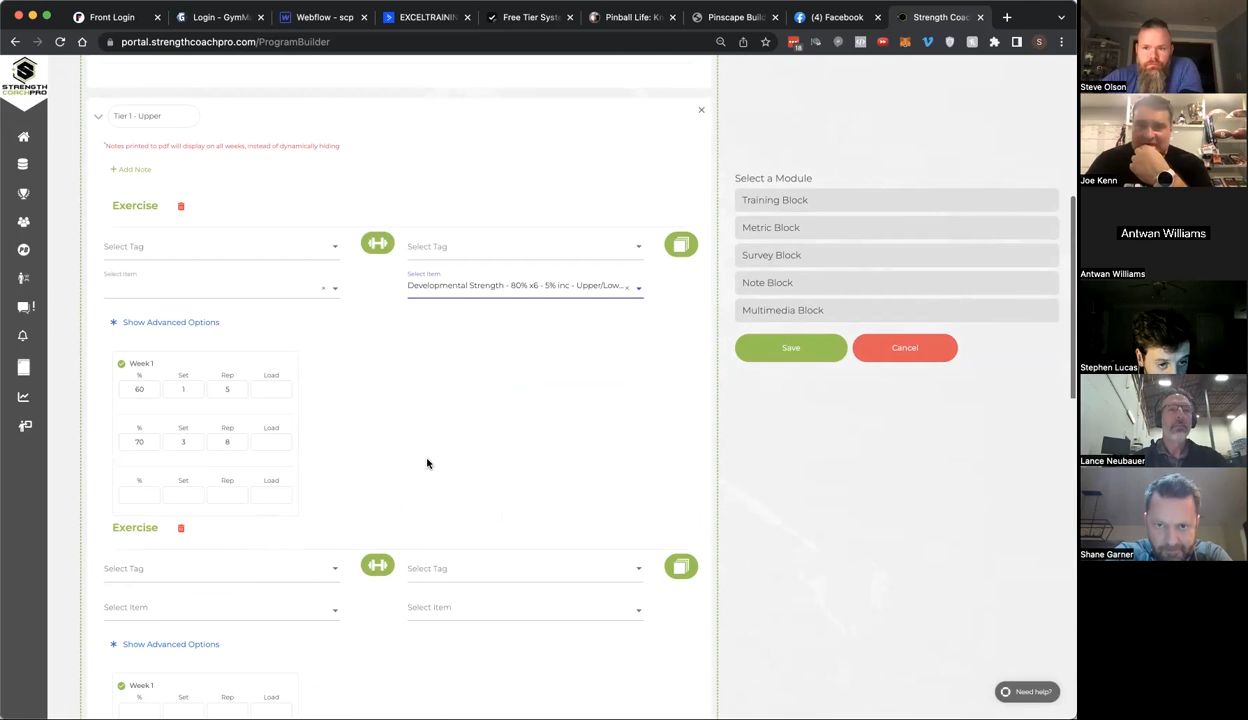 Front Login
Login - GymM
Webflow - scp
EXCELTRAININ
Free Tier Syst
Pinball Life: Kn
Pinscape Build
(4) Facebook
Strength Coac
portal.strengthcoachpro.com/ProgramBuilder
18
S
STRENGTH
COACHPRO
Tier 1 - Upper
*Notes printed to pdf will display on all weeks, instead of dynamically hiding
+ Add Note
Exercise
Select Tag
Select Tag
Select Item
Select Item
Developmental Strength - 80% x6 - 5% inc - Upper/Low...
Show Advanced Options
Week 1
% Set Rep Load
60 1 5
% Set Rep Load
70 3 8
% Set Rep Load
Exercise
Select Tag
Select Tag
Select Item
Select Item
Show Advanced Options
Week 1
% Set Rep Load
Select a Module
Training Block
Metric Block
Survey Block
Note Block
Multimedia Block
Save
Cancel
Need help?
Steve Olson
Joe Kenn
Antwan Williams
Antwan Williams
Stephen Lucas
Lance Neubauer
Shane Garner